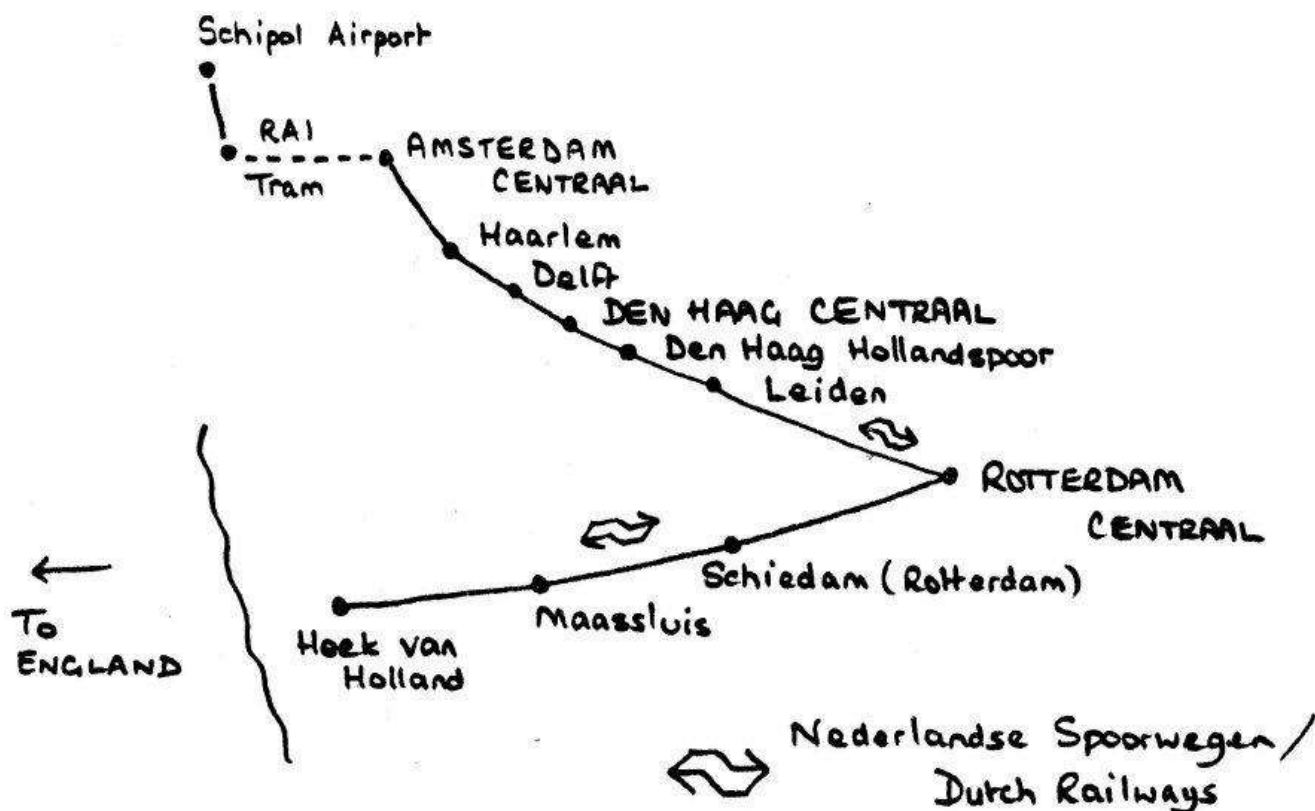 Schipol Airport
RAI
Tram
AMSTERDAM
CENTRAAL
Haarlem
Delft
DEN HAAG CENTRAAL
Den Haag Hollandspoor
Leiden
ROTTERDAM
CENTRAAL
Schiedam (Rotterdam)
Maassluis
Hoek van
Holland
To
ENGLAND
Nederlandse Spoorwegen/
Dutch Railways